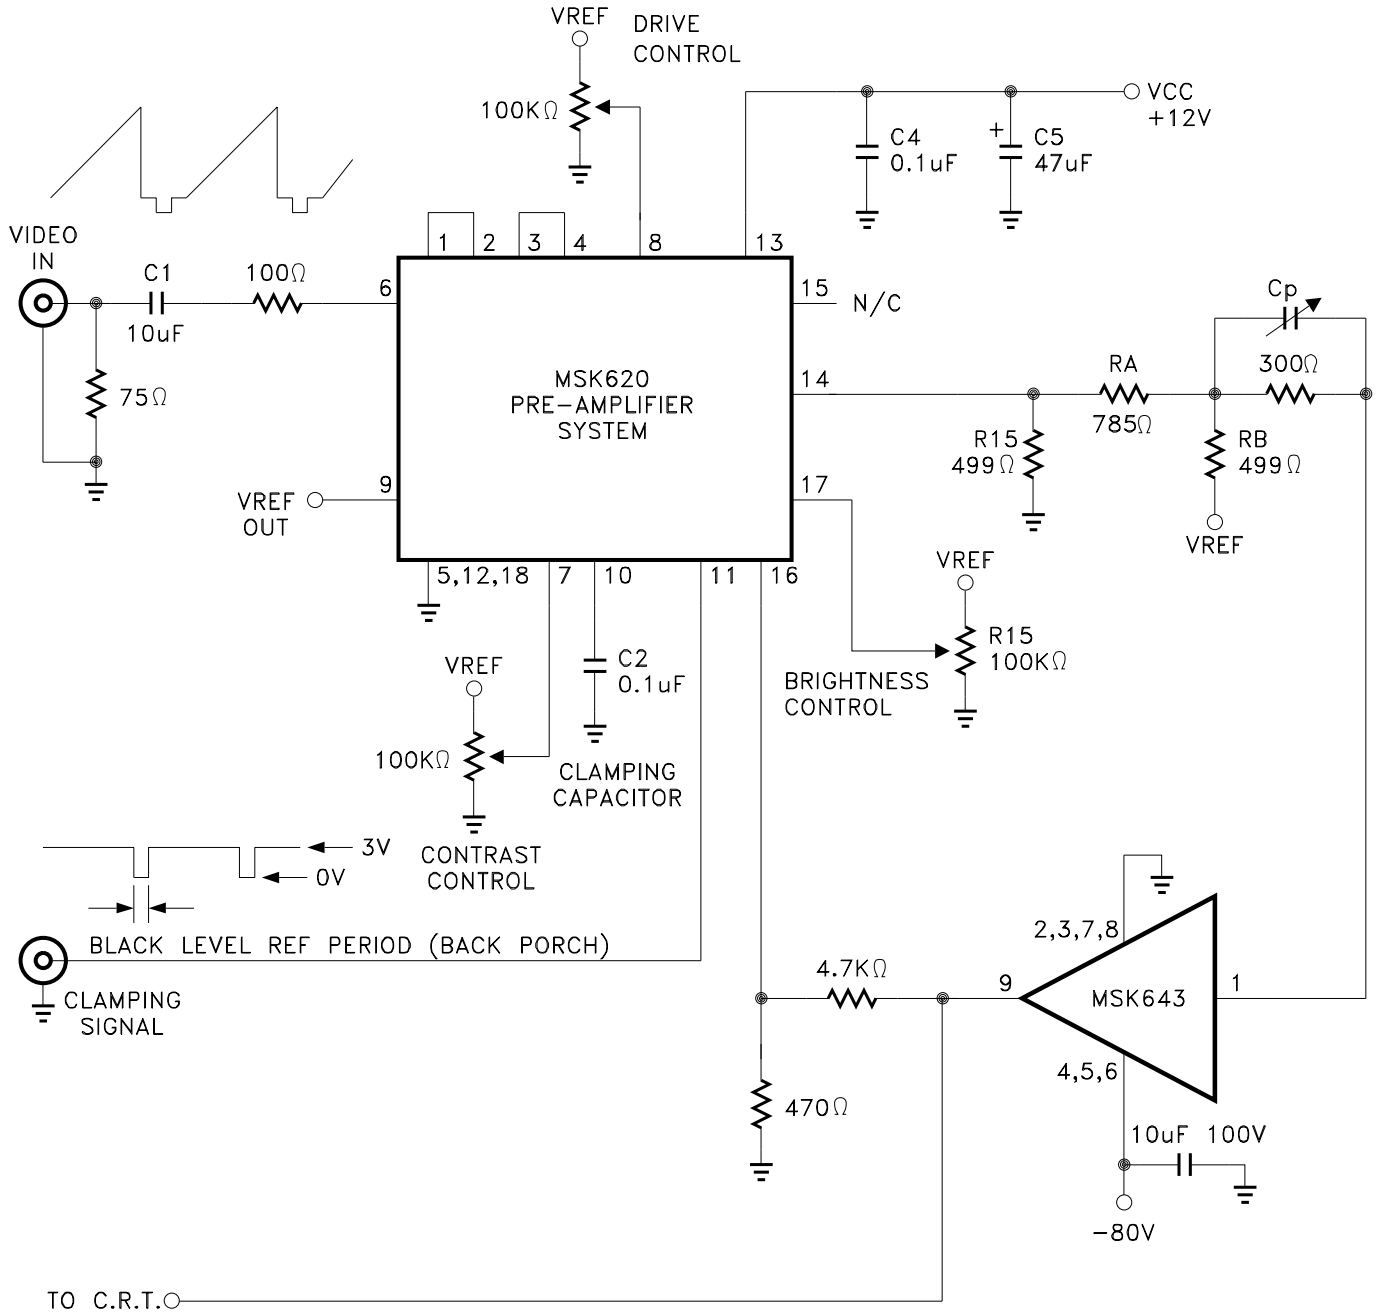 VREF
DRIVE
CONTROL
100KΩ
VCC
+12V
C4
0.1uF
+
C5
47uF
VIDEO
IN
C1
10uF
100Ω
75Ω
1
2
3
4
8
13
6
15
N/C
14
17
9
VREF
OUT
MSK620
PRE-AMPLIFIER
SYSTEM
5,12,18
7
10
11
16
Cp
RA
785Ω
300Ω
R15
499Ω
RB
499Ω
VREF
VREF
R15
100KΩ
BRIGHTNESS
CONTROL
C2
0.1uF
CLAMPING
CAPACITOR
VREF
100KΩ
CONTRAST
CONTROL
3V
0V
BLACK LEVEL REF PERIOD (BACK PORCH)
CLAMPING
SIGNAL
4.7KΩ
470Ω
9
2,3,7,8
MSK643
1
4,5,6
10uF 100V
-80V
TO C.R.T.